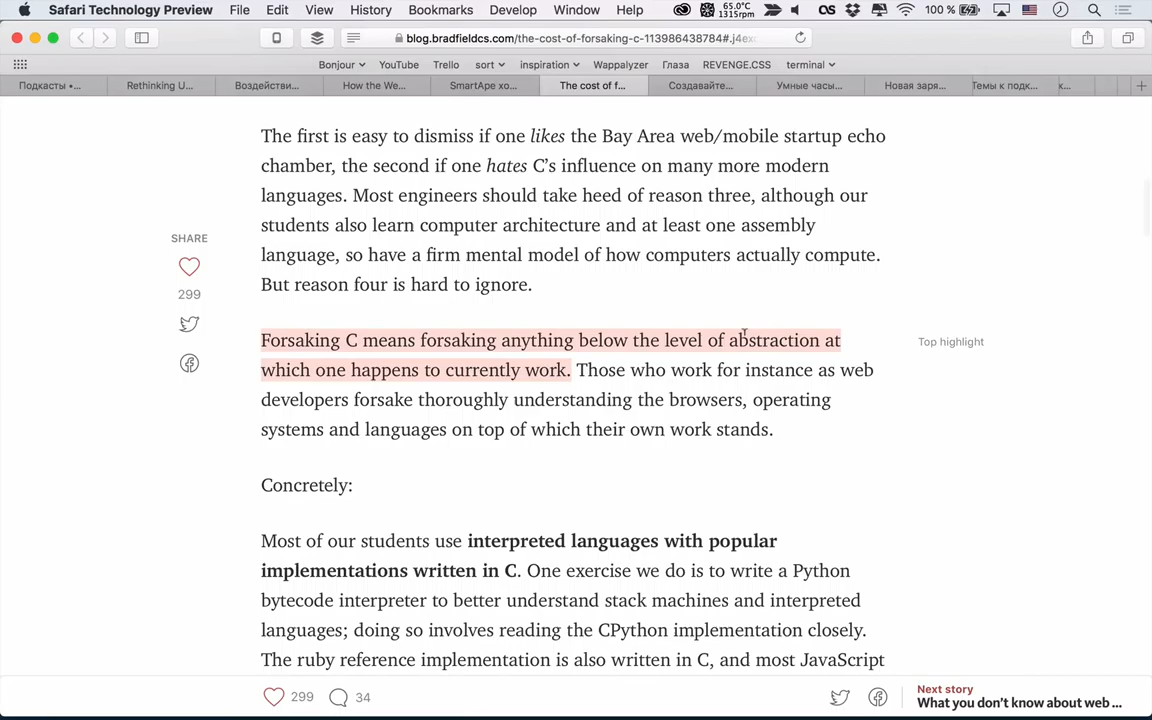 Safari Technology Preview File Edit View History Bookmarks Develop Window Help 65.0°C 1315rpm 100 %
blog.bradfieldcs.com/the-cost-of-forsaking-c-113986438784#.j4ex
Bonjour YouTube Trello sort inspiration Wappalyzer Глаза REVENGE.CSS terminal
Подкасты •... Rethinking U... Воздействи... How the We... SmartApe хо... The cost of f... Создавайте... Умные часы... Новая заря... Темы к подк... к...
The first is easy to dismiss if one likes the Bay Area web/mobile startup echo
chamber, the second if one hates C’s influence on many more modern
languages. Most engineers should take heed of reason three, although our
students also learn computer architecture and at least one assembly
language, so have a firm mental model of how computers actually compute.
But reason four is hard to ignore.
SHARE
299
Forsaking C means forsaking anything below the level of abstraction at
which one happens to currently work. Those who work for instance as web
developers forsake thoroughly understanding the browsers, operating
systems and languages on top of which their own work stands.
Top highlight
Concretely:
Most of our students use interpreted languages with popular
implementations written in C. One exercise we do is to write a Python
bytecode interpreter to better understand stack machines and interpreted
languages; doing so involves reading the CPython implementation closely.
The ruby reference implementation is also written in C, and most JavaScript
299 34
Next story
What you don’t know about web ...